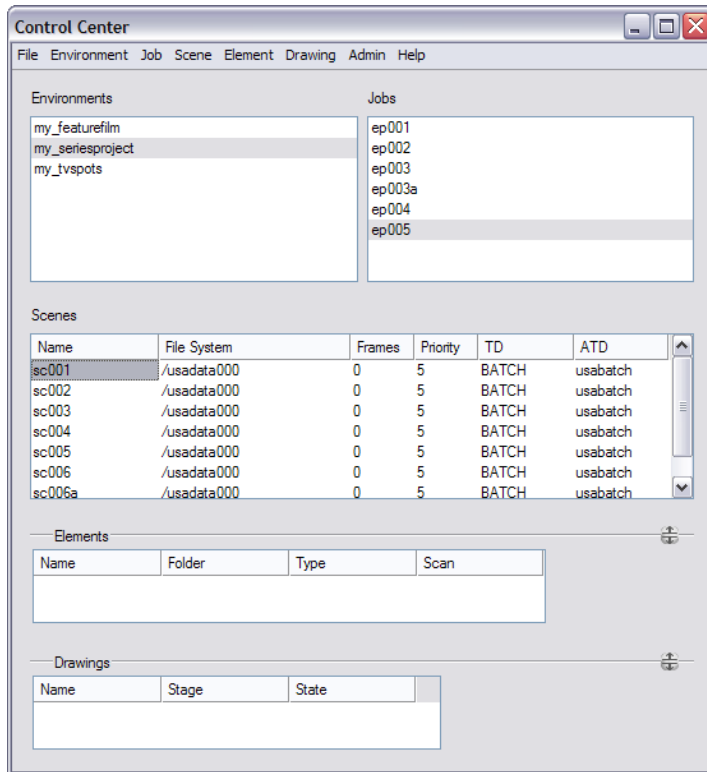 Control Center
File Environment Job Scene Element Drawing Admin Help
Environments Jobs
my_featurefilm ep001
my_seriesproject ep002
my_tvspots ep003
ep003a
ep004
ep005
Scenes
Name File System Frames Priority TD ATD
sc001 /usadata000 0 5 BATCH usabatch
sc002 /usadata000 0 5 BATCH usabatch
sc003 /usadata000 0 5 BATCH usabatch
sc004 /usadata000 0 5 BATCH usabatch
sc005 /usadata000 0 5 BATCH usabatch
sc006 /usadata000 0 5 BATCH usabatch
sc006a /usadata000 0 5 BATCH usabatch
Elements
Name Folder Type Scan
Drawings
Name Stage State